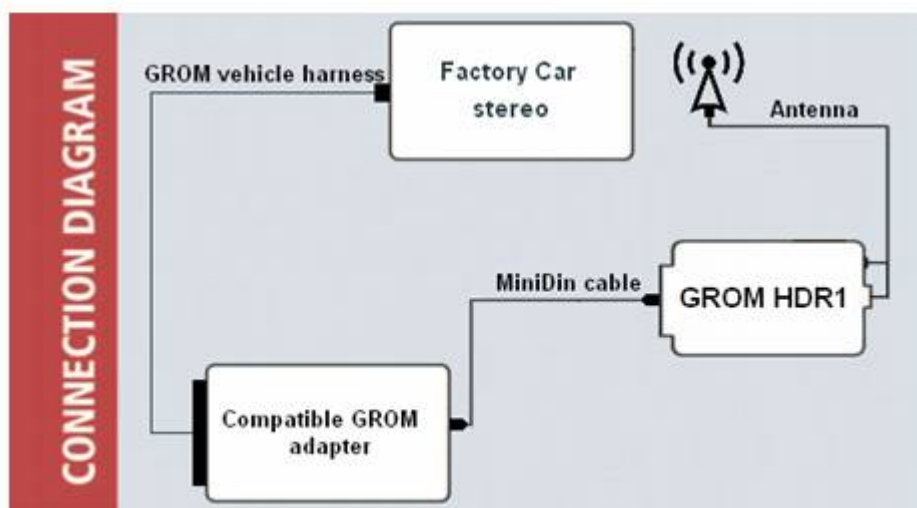 CONNECTION DIAGRAM
GROM vehicle harness
Factory Car
stereo
Antenna
MiniDin cable
GROM HDR1
Compatible GROM
adapter